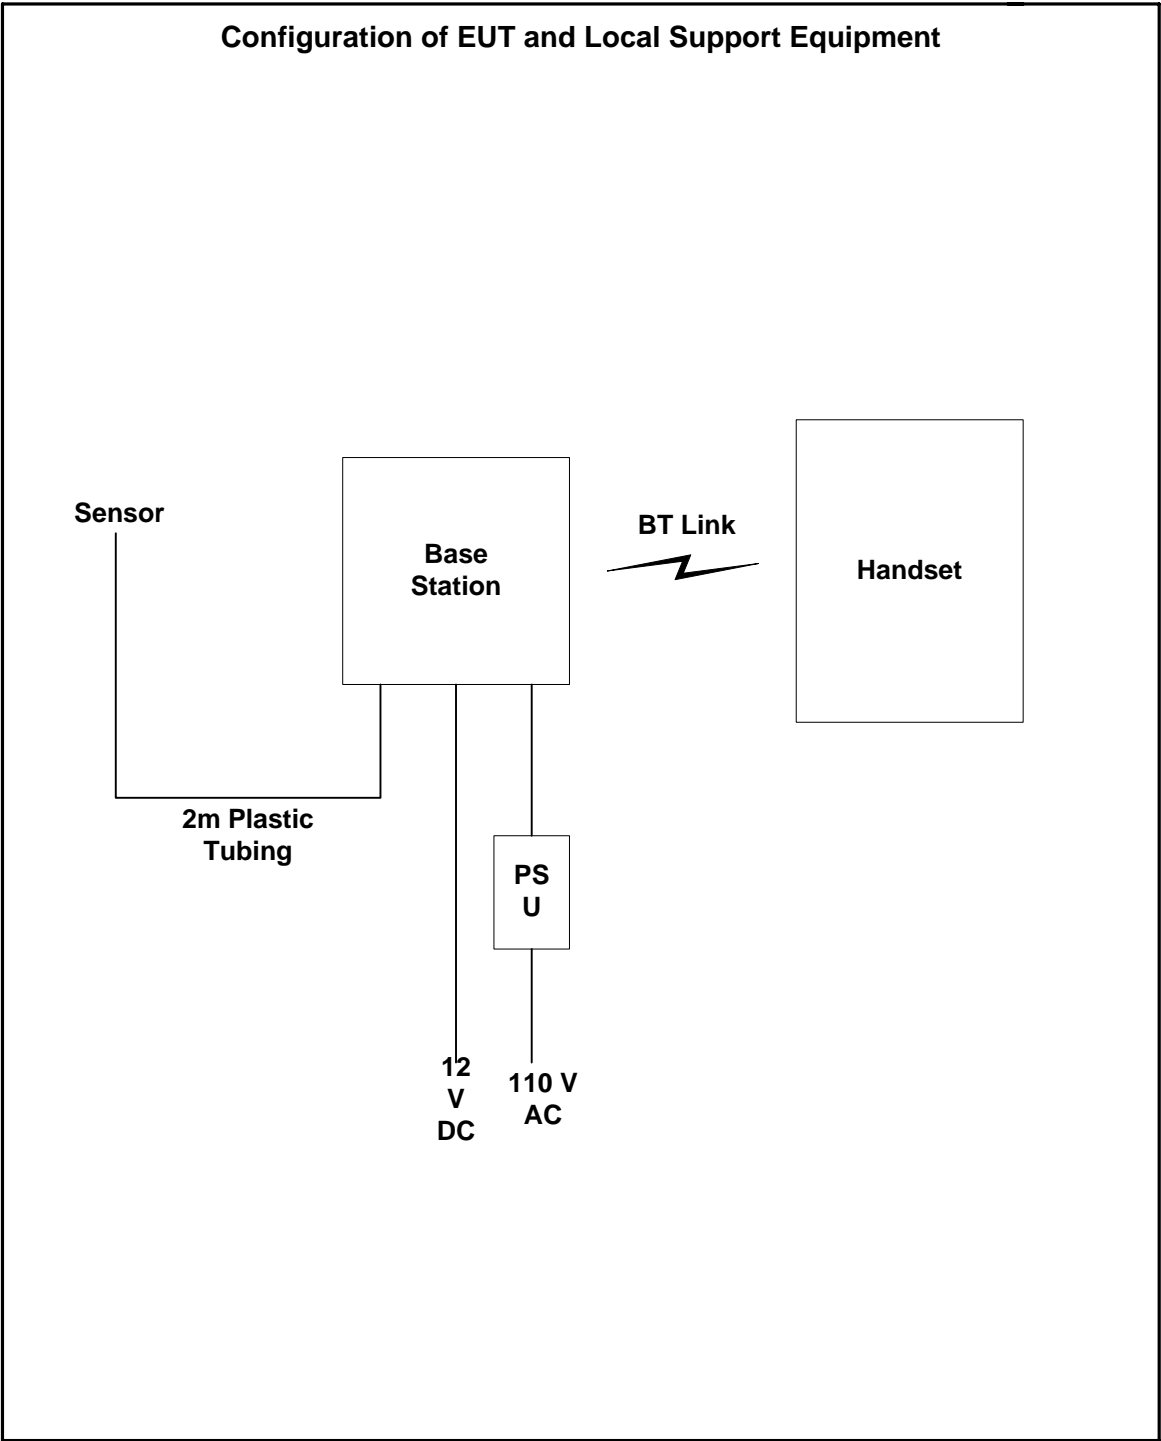 Configuration of EUT and Local Support Equipment
Sensor
Base
Station
BT Link
Handset
2m Plastic
Tubing
PS
U
12
V
DC
110 V
AC